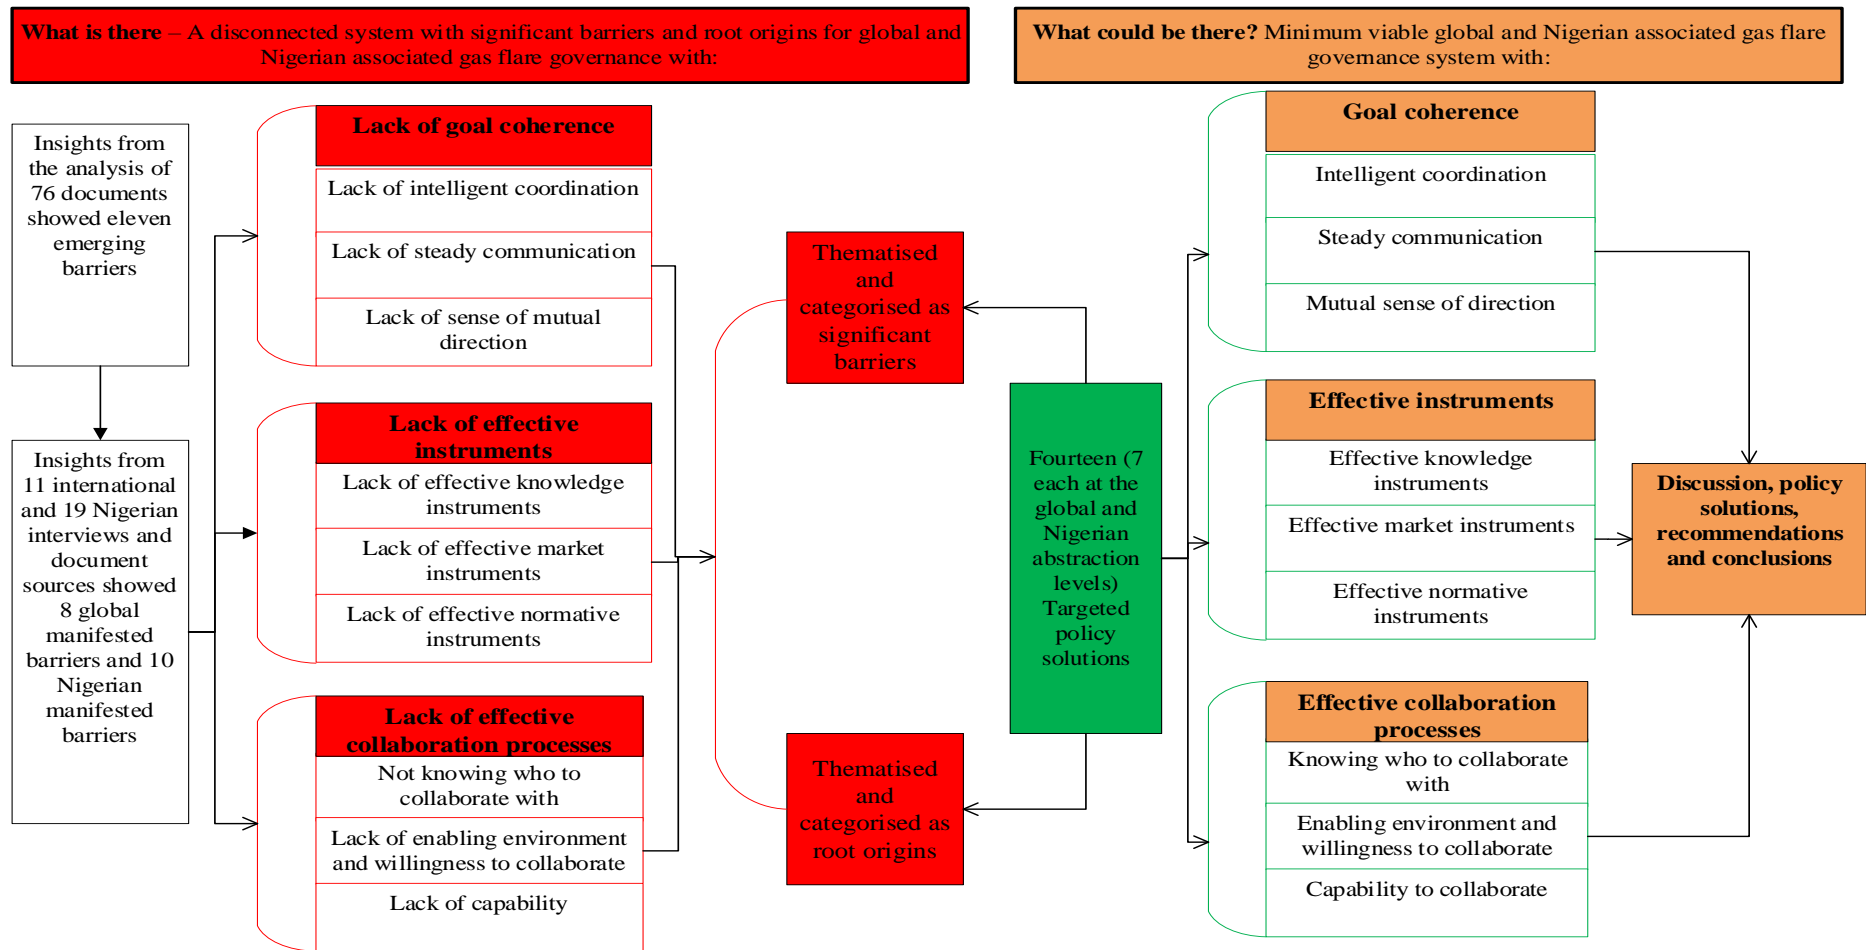 What is there – A disconnected system with significant barriers and root origins for global and
Nigerian associated gas flare governance with:
What could be there? Minimum viable global and Nigerian associated gas flare
governance system with:
Insights from
the analysis of
76 documents
showed eleven
emerging
barriers
Insights from
11 international
and 19 Nigerian
interviews and
document
sources showed
8 global
manifested
barriers and 10
Nigerian
manifested
barriers
Lack of goal coherence
Lack of intelligent coordination
Lack of steady communication
Lack of sense of mutual
direction
Lack of effective
instruments
Lack of effective knowledge
instruments
Lack of effective market
instruments
Lack of effective normative
instruments
Lack of effective
collaboration processes
Not knowing who to
collaborate with
Lack of enabling environment
and willingness to collaborate
Lack of capability
Thematised
and
categorised as
significant
barriers
Thematised
and
categorised as
root origins
Fourteen (7
each at the
global and
Nigerian
abstraction
levels)
Targeted
policy
solutions
Goal coherence
Intelligent coordination
Steady communication
Mutual sense of direction
Effective instruments
Effective knowledge
instruments
Effective market instruments
Effective normative
instruments
Effective collaboration
processes
Knowing who to collaborate
with
Enabling environment and
willingness to collaborate
Capability to collaborate
Discussion, policy
solutions,
recommendations
and conclusions